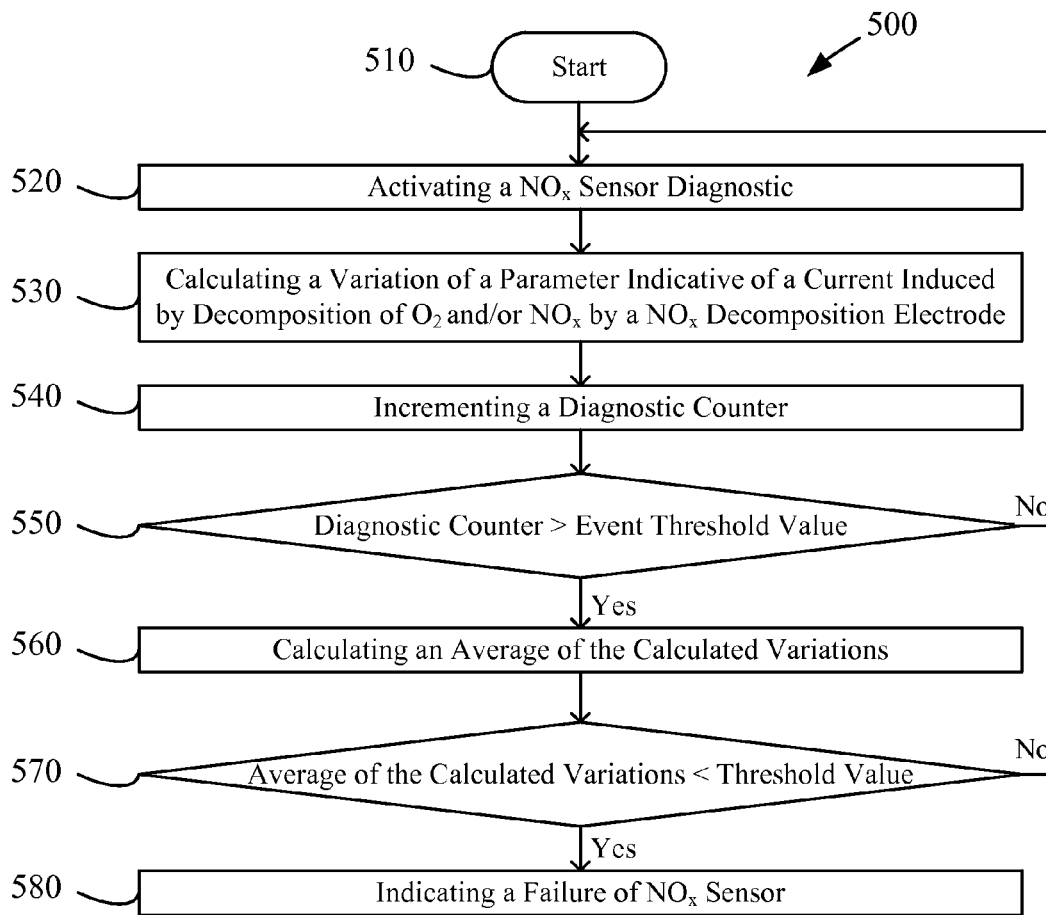 500
510
Start
520
Activating a NOx Sensor Diagnostic
530
Calculating a Variation of a Parameter Indicative of a Current Induced
by Decomposition of O2 and/or NOx by a NOx Decomposition Electrode
540
Incrementing a Diagnostic Counter
550
Diagnostic Counter > Event Threshold Value
No
Yes
560
Calculating an Average of the Calculated Variations
570
Average of the Calculated Variations < Threshold Value
No
Yes
580
Indicating a Failure of NOx Sensor